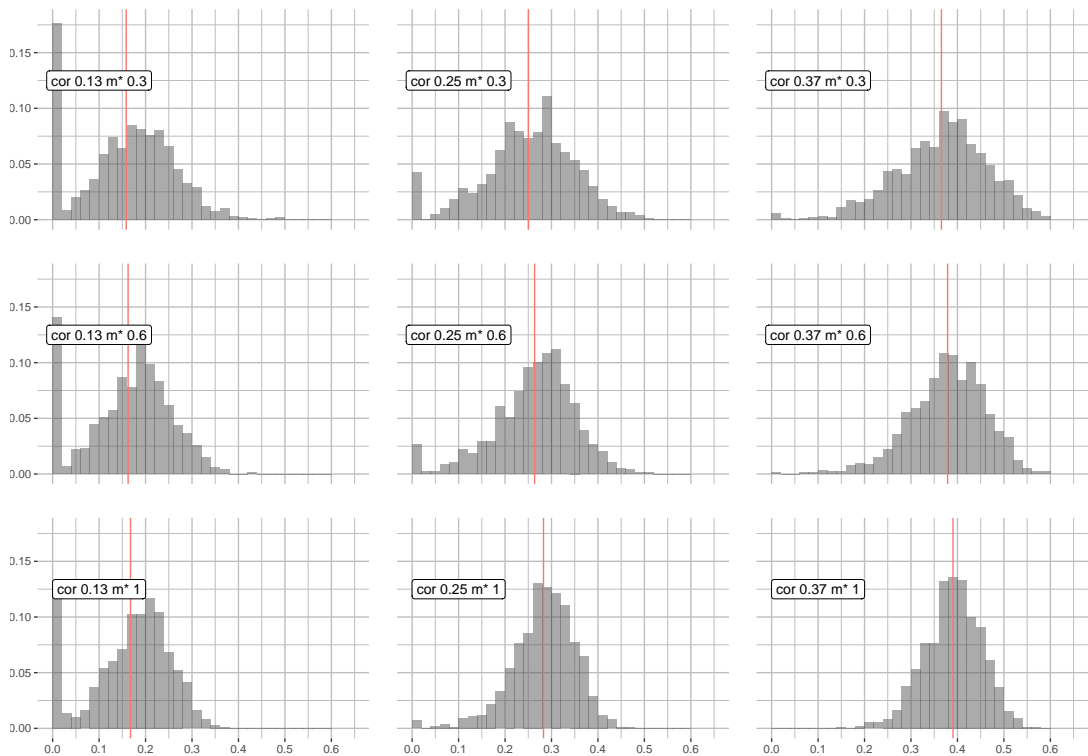 0.15
0.10
0.05
0.00
cor 0.13 m* 0.3
cor 0.25 m* 0.3
cor 0.37 m* 0.3
0.15
0.10
0.05
0.00
cor 0.13 m* 0.6
cor 0.25 m* 0.6
cor 0.37 m* 0.6
0.15
0.10
0.05
0.00
cor 0.13 m* 1
cor 0.25 m* 1
cor 0.37 m* 1
0.0 0.1 0.2 0.3 0.4 0.5 0.6
0.0 0.1 0.2 0.3 0.4 0.5 0.6
0.0 0.1 0.2 0.3 0.4 0.5 0.6